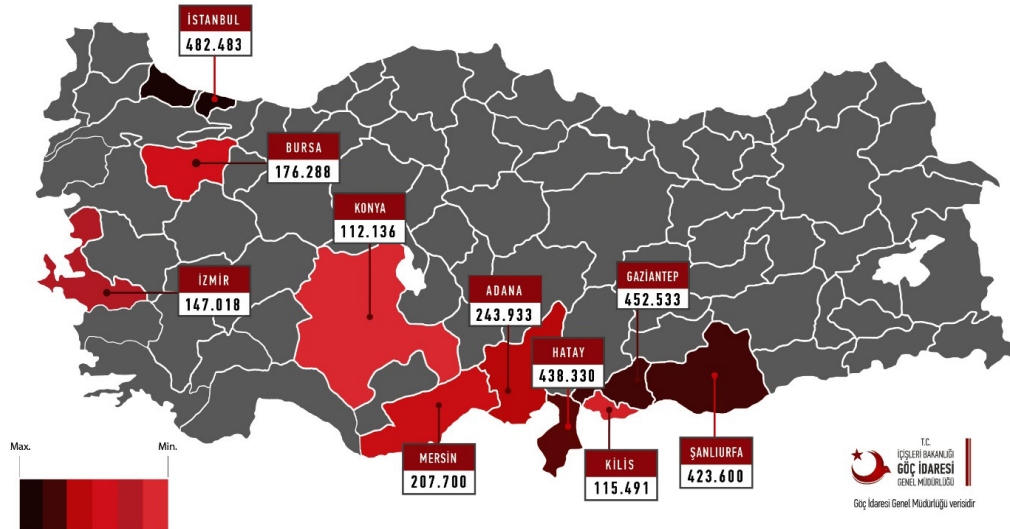 İSTANBUL
482.483
BURSA
176.288
KONYA
112.136
İZMİR
147.018
ADANA
243.933
GAZİANTEP
452.533
HATAY
438.330
MERSİN
207.700
KİLİS
115.491
ŞANLIURFA
423.600
Max.
Min.
T.C.
İÇİŞLERİ BAKANLIĞI
GÖÇ İDARESİ
GENEL MÜDÜRLÜĞÜ
Göç İdaresi Genel Müdürlüğü verisidir